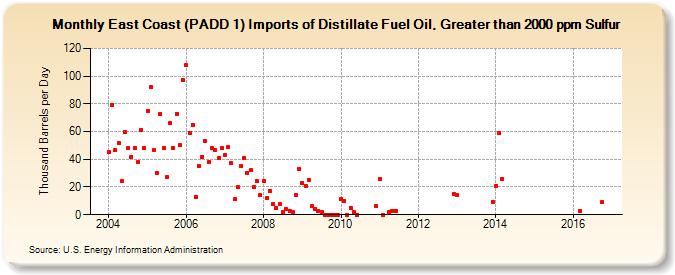 Monthly East Coast (PADD 1) Imports of Distillate Fuel Oil, Greater than 2000 ppm Sulfur
Thousand Barrels per Day
120
100
80
60
40
20
0
2004 2006 2008 2010 2012 2014 2016
Source: U.S. Energy Information Administration